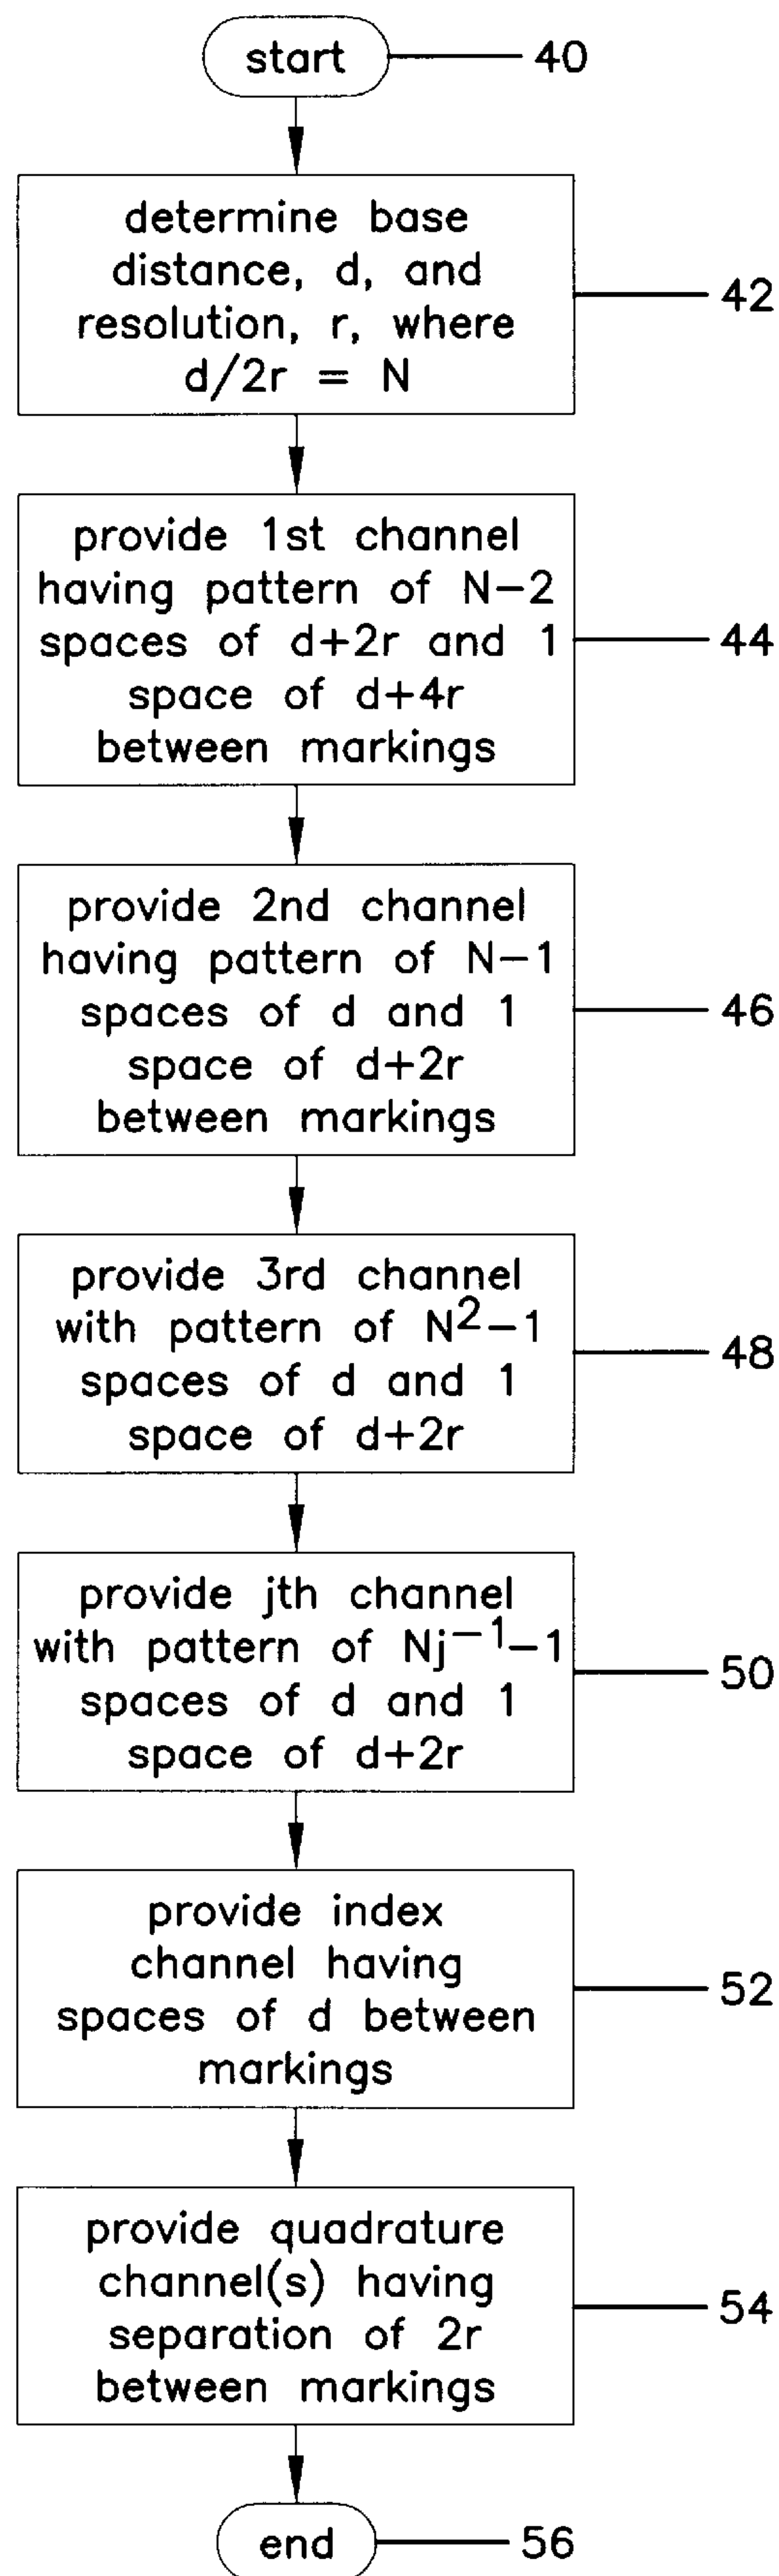 start
40
determine base
distance, d, and
resolution, r, where
d/2r = N
42
provide 1st channel
having pattern of N-2
spaces of d+2r and 1
space of d+4r
between markings
44
provide 2nd channel
having pattern of N-1
spaces of d and 1
space of d+2r
between markings
46
provide 3rd channel
with pattern of N²-1
spaces of d and 1
space of d+2r
48
provide jth channel
with pattern of Nj⁻¹-1
spaces of d and 1
space of d+2r
50
provide index
channel having
spaces of d between
markings
52
provide quadrature
channel(s) having
separation of 2r
between markings
54
end
56